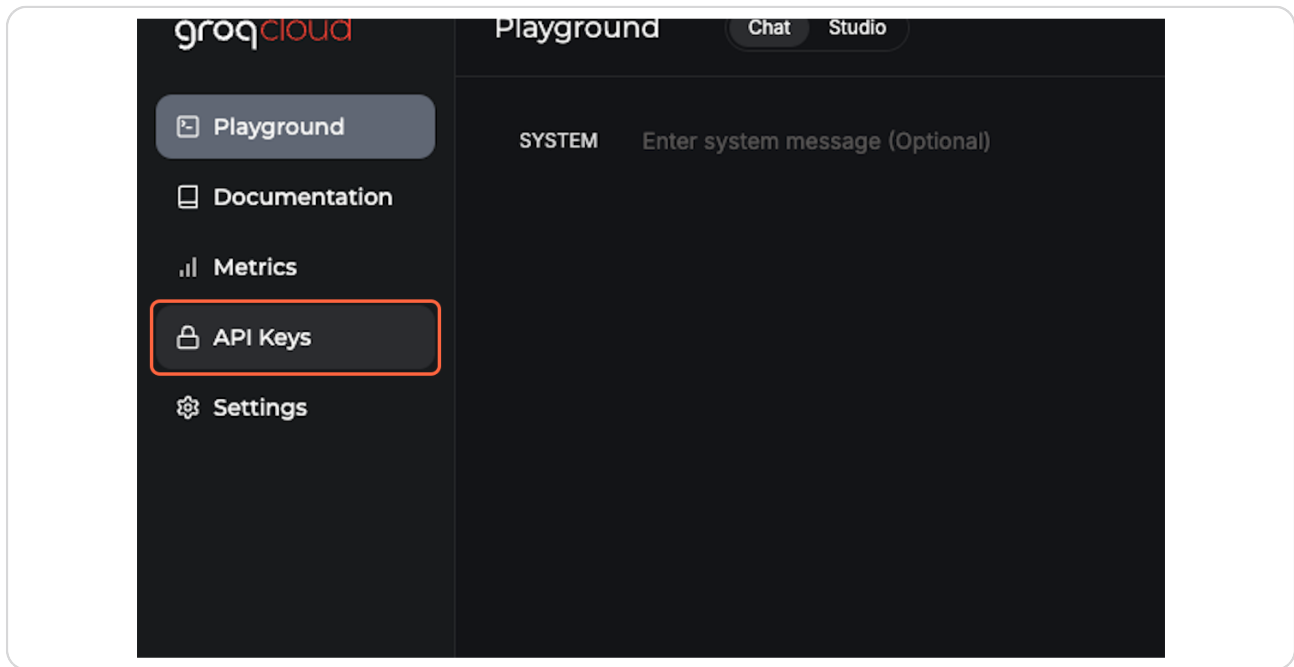 groqcloud
Playground
Chat
Studio
Playground
Documentation
Metrics
API Keys
Settings
SYSTEM
Enter system message (Optional)